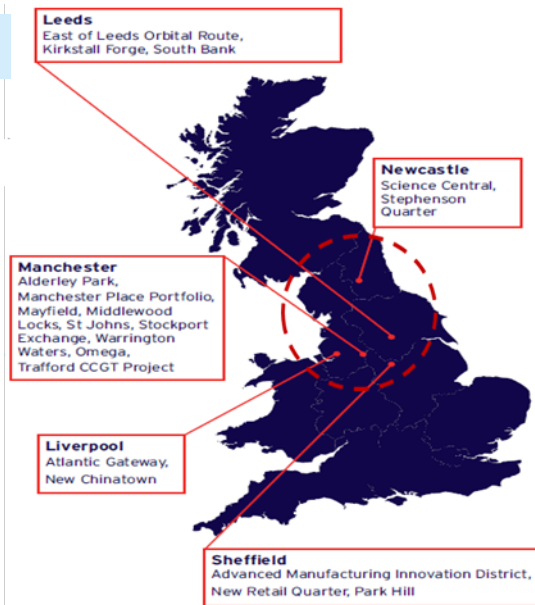 Leeds
East of Leeds Orbital Route,
Kirkstall Forge, South Bank
Newcastle
Science Central,
Stephenson
Quarter
Manchester
Alderley Park,
Manchester Place Portfolio,
Mayfield, Middlewood
Locks, St Johns, Stockport
Exchange, Warrington
Waters, Omega,
Trafford CCGT Project
Liverpool
Atlantic Gateway,
New Chinatown
Sheffield
Advanced Manufacturing Innovation District,
New Retail Quarter, Park Hill